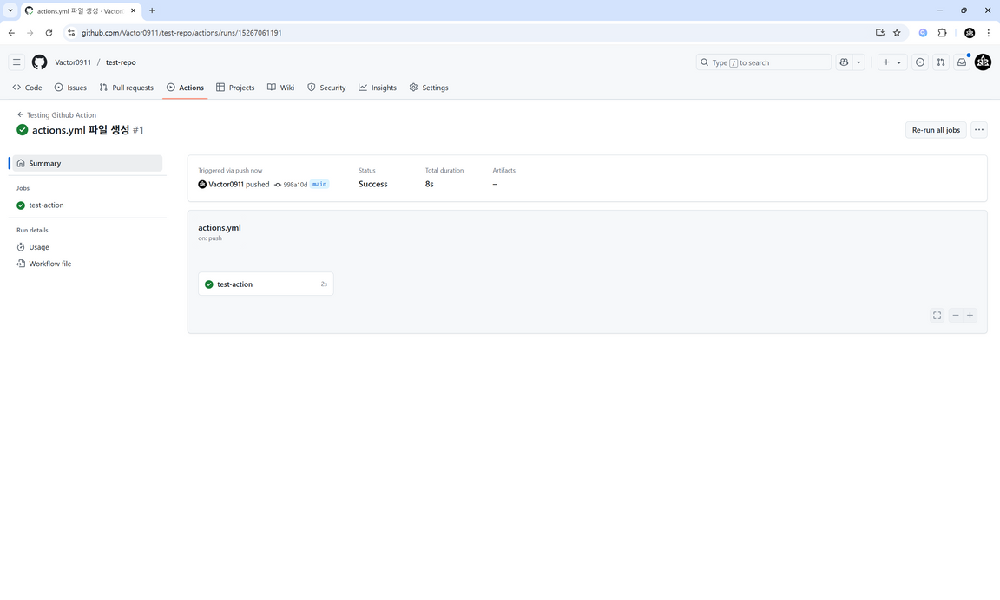 actions.yml 파일 생성 · Vactor
github.com/Vactor0911/test-repo/actions/runs/15267061191
Vactor0911 / test-repo
Type / to search
Code Issues Pull requests Actions Projects Wiki Security Insights Settings
Testing Github Action
actions.yml 파일 생성 #1
Re-run all jobs
Summary
Jobs
test-action
Run details
Usage
Workflow file
Triggered via push now Status Total duration Artifacts
Vactor0911 pushed 998a10d main Success 8s –
actions.yml
on: push
test-action 2s